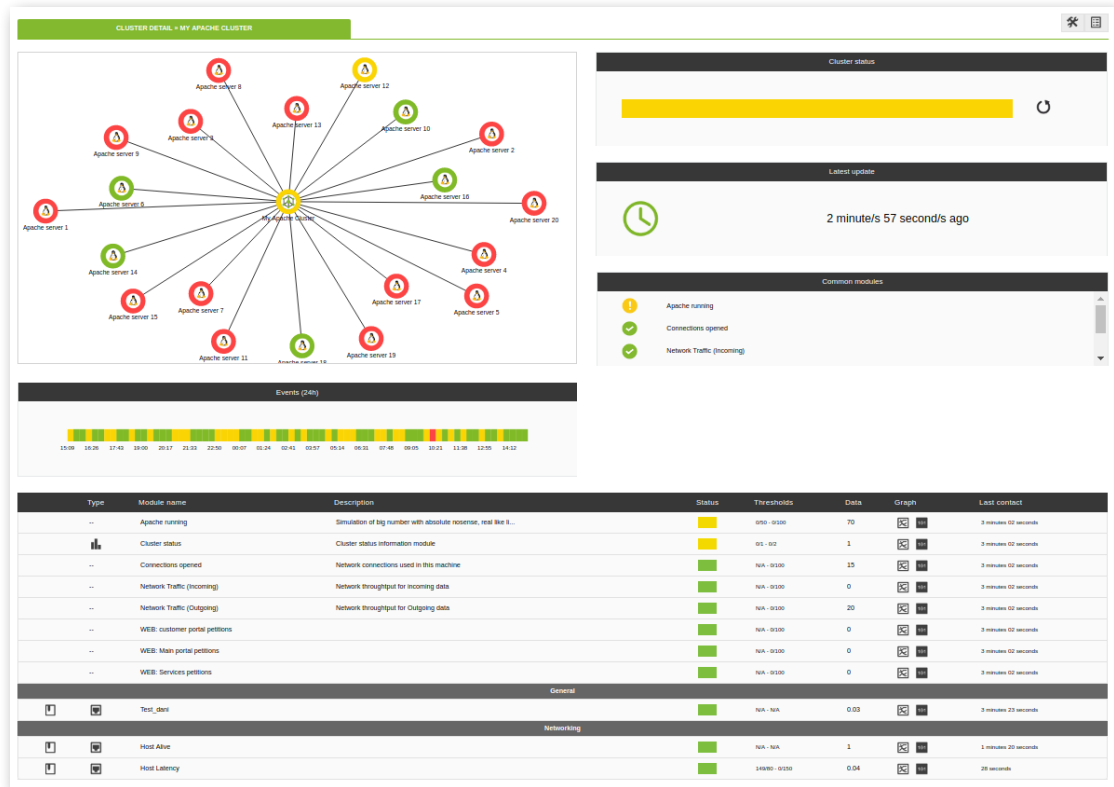 CLUSTER DETAIL » MY APACHE CLUSTER
Apache server 8
Apache server 12
Apache server 13
Apache server 10
Apache server 3
Apache server 9
Apache server 2
Apache server 6
Apache server 16
Apache server 1
My Apache Cluster
Apache server 20
Apache server 14
Apache server 4
Apache server 15
Apache server 7
Apache server 17
Apache server 5
Apache server 11
Apache server 18
Apache server 19
Cluster status
Latest update
2 minute/s 57 second/s ago
Common modules
Apache running
Connections opened
Network Traffic (Incoming)
Events (24h)
15:09 16:26 17:43 19:00 20:17 21:33 22:50 00:07 01:24 02:41 03:57 05:14 06:31 07:48 09:05 10:21 11:38 12:55 14:12
Type Module name Description Status Thresholds Data Graph Last contact
-- Apache running Simulation of big number with absolute nosense, real like li... 0/50 - 0/100 70 3 minutes 02 seconds
Cluster status Cluster status information module 0/1 - 0/2 1 3 minutes 02 seconds
-- Connections opened Network connections used in this machine N/A - 0/100 15 3 minutes 02 seconds
-- Network Traffic (Incoming) Network throughtput for incoming data N/A - 0/100 0 3 minutes 02 seconds
-- Network Traffic (Outgoing) Network throughtput for Outgoing data N/A - 0/100 20 3 minutes 02 seconds
-- WEB: customer portal petitions N/A - 0/100 0 3 minutes 02 seconds
-- WEB: Main portal petitions N/A - 0/100 0 3 minutes 02 seconds
-- WEB: Services petitions N/A - 0/100 0 3 minutes 02 seconds
General
Test_dani N/A - N/A 0.03 3 minutes 23 seconds
Networking
Host Alive N/A - N/A 1 1 minutes 20 seconds
Host Latency 149/80 - 0/150 0.04 28 seconds